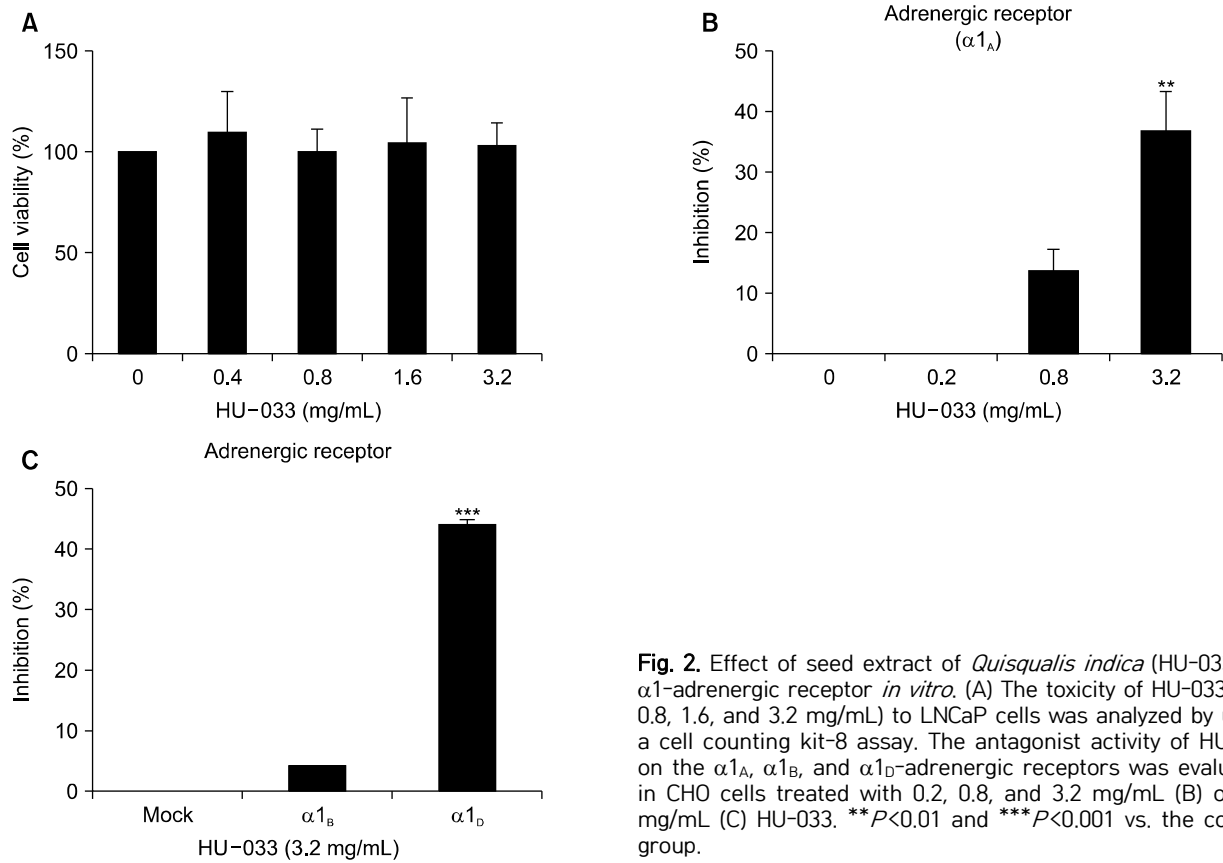 A
150
100
50
0
Cell viability (%)
0 0.4 0.8 1.6 3.2
HU-033 (mg/mL)
B
Adrenergic receptor
(α1A)
50
40
30
20
10
0
Inhibition (%)
**
0 0.2 0.8 3.2
HU-033 (mg/mL)
C
Adrenergic receptor
50
40
30
20
10
0
Inhibition (%)
***
Mock α1B α1D
HU-033 (3.2 mg/mL)
Fig. 2. Effect of seed extract of Quisqualis indica (HU-03
α1-adrenergic receptor in vitro. (A) The toxicity of HU-033
0.8, 1.6, and 3.2 mg/mL) to LNCaP cells was analyzed by
a cell counting kit-8 assay. The antagonist activity of HU
on the α1A, α1B, and α1D-adrenergic receptors was evalu
in CHO cells treated with 0.2, 0.8, and 3.2 mg/mL (B) o
mg/mL (C) HU-033. **P<0.01 and ***P<0.001 vs. the co
group.